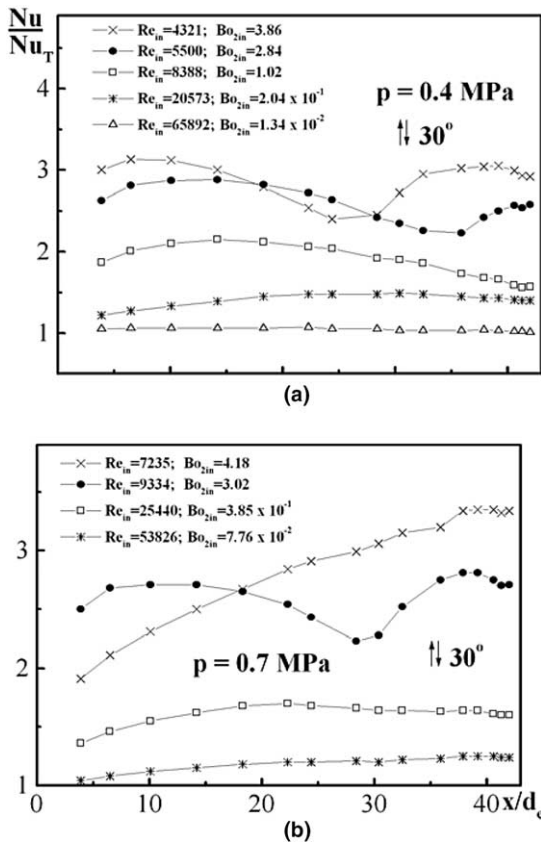 Nu
Nu_T
Re_in=4321; Bo_2in=3.86
Re_in=5500; Bo_2in=2.84
Re_in=8388; Bo_2in=1.02
Re_in=20573; Bo_2in=2.04 x 10^-1
Re_in=65892; Bo_2in=1.34 x 10^-2
p = 0.4 MPa
30°
4
3
2
1
(a)
Re_in=7235; Bo_2in=4.18
Re_in=9334; Bo_2in=3.02
Re_in=25440; Bo_2in=3.85 x 10^-1
Re_in=53826; Bo_2in=7.76 x 10^-2
3
2
1
p = 0.7 MPa
30°
0 10 20 30 40 x/d_e
(b)